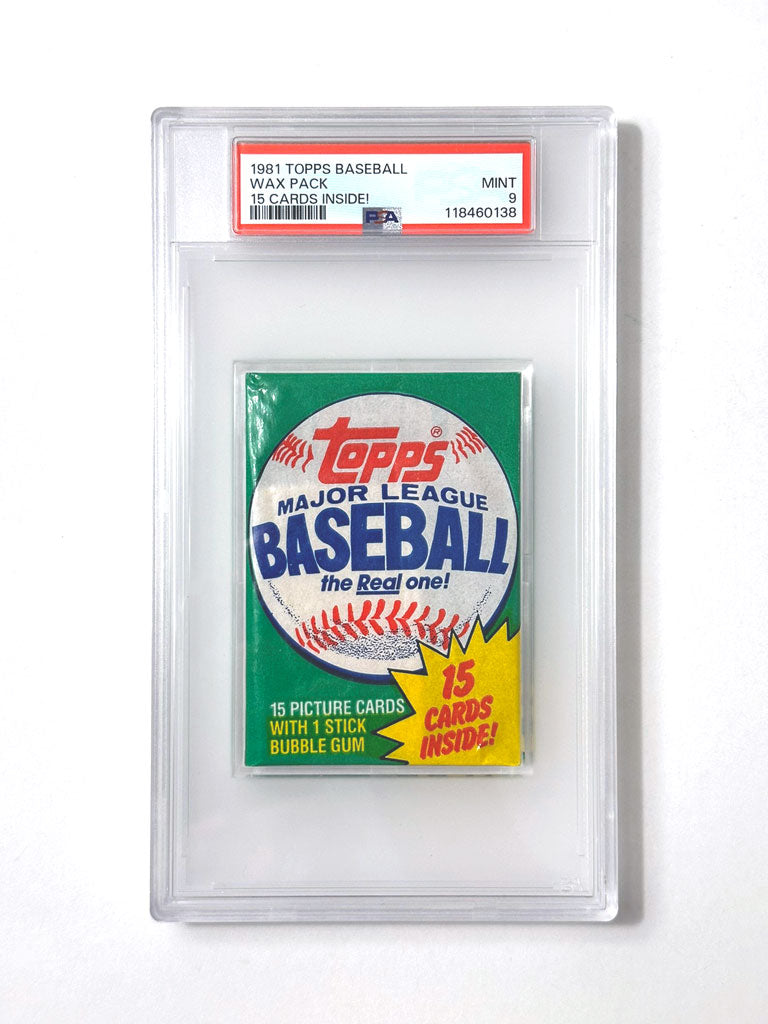 1981 TOPPS BASEBALL
WAX PACK MINT
15 CARDS INSIDE! 9
PSA 118460138
topps®
MAJOR LEAGUE
BASEBALL
the Real one!
15 PICTURE CARDS
WITH 1 STICK
BUBBLE GUM
15
CARDS
INSIDE!